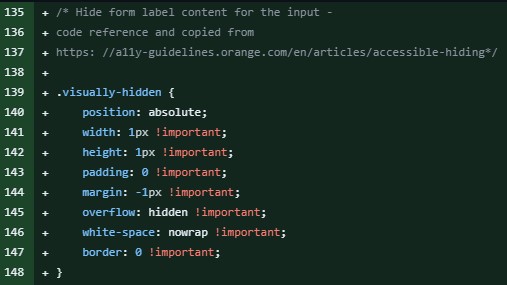 135 + /* Hide form label content for the input -
136 + code reference and copied from
137 + https: //a11y-guidelines.orange.com/en/articles/accessible-hiding*/
138 +
139 + .visually-hidden {
140 +     position: absolute;
141 +     width: 1px !important;
142 +     height: 1px !important;
143 +     padding: 0 !important;
144 +     margin: -1px !important;
145 +     overflow: hidden !important;
146 +     white-space: nowrap !important;
147 +     border: 0 !important;
148 + }